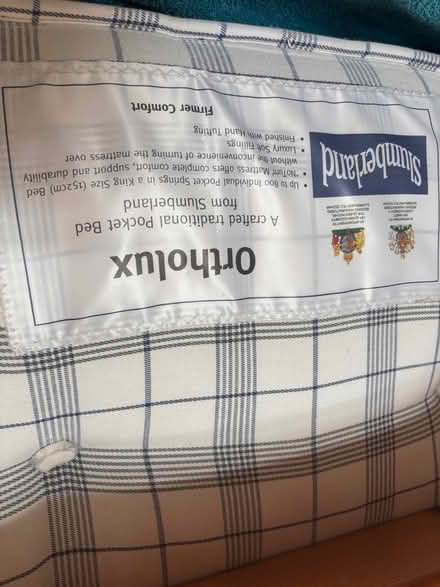 Ortholux
A crafted traditional Pocket Bed
from Slumberland
• Up to 800 Individual Pocket Springs in a King Size (152cm) Bed
• 'NoTurn' Mattress offers complete comfort, support and durability
without the inconvenience of turning the mattress over
• Luxury Soft Fillings
• Finished with Hand Tufting
Firmer Comfort
Slumberland